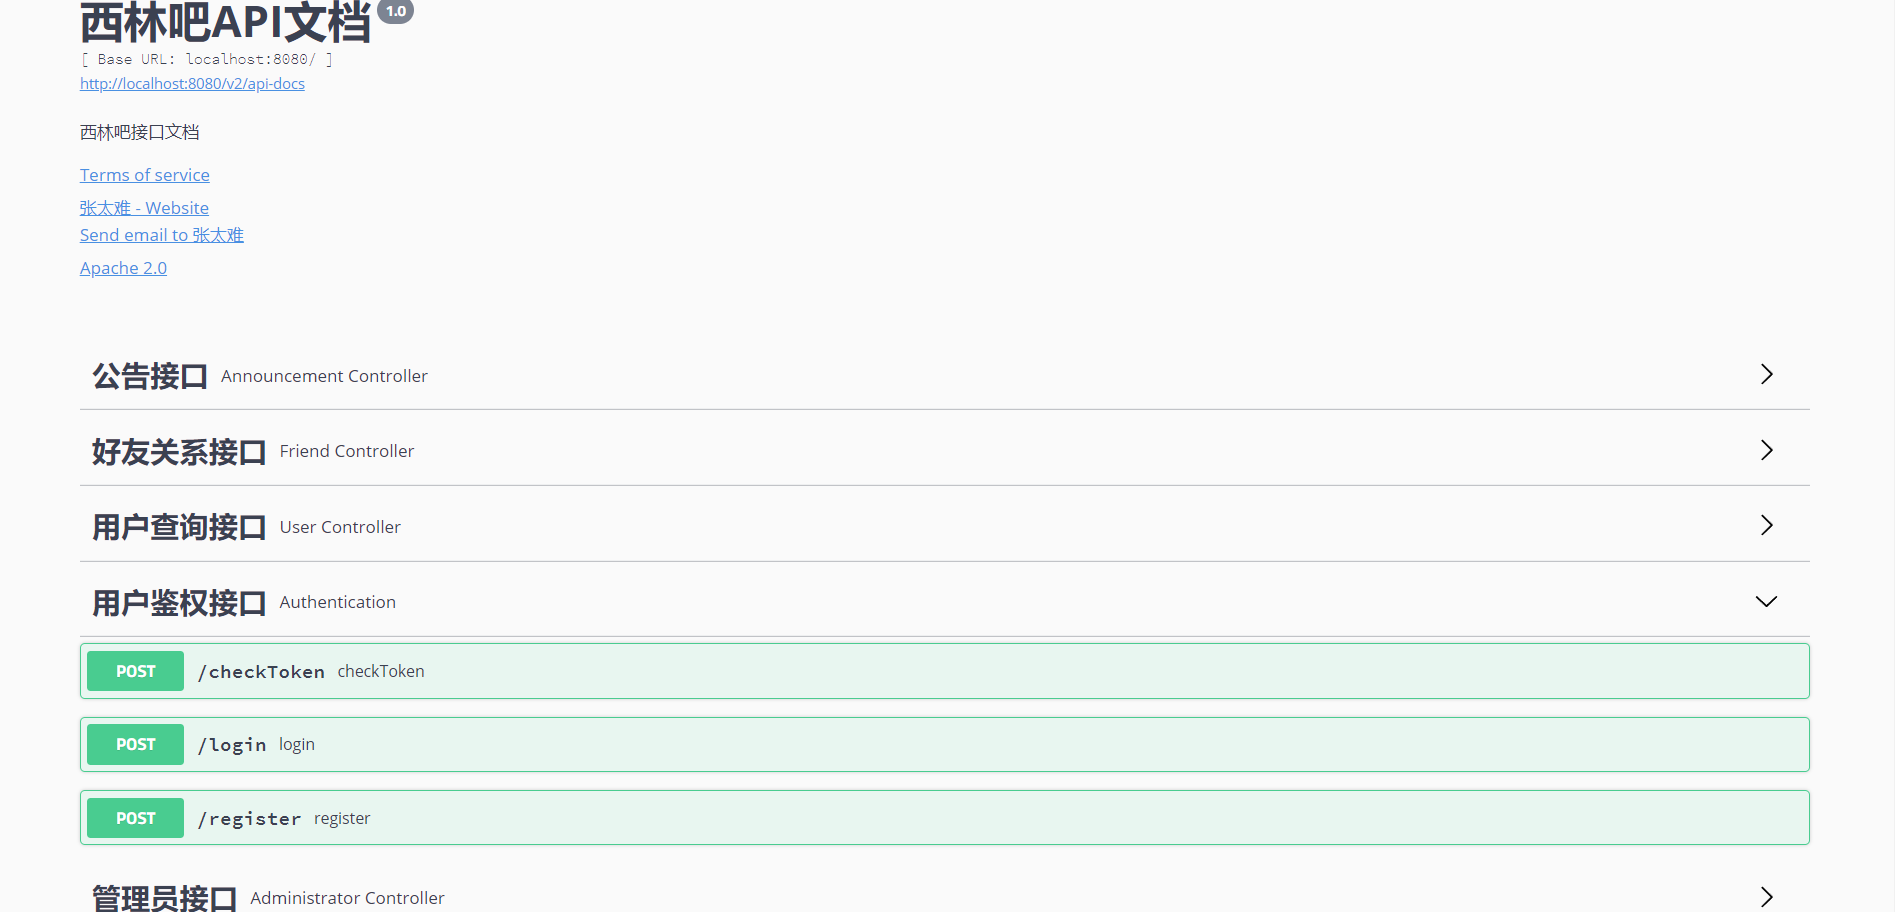 西林吧API文档 1.0
[ Base URL: localhost:8080/ ]
http://localhost:8080/v2/api-docs
西林吧接口文档
Terms of service
张太难 - Website
Send email to 张太难
Apache 2.0
公告接口 Announcement Controller
好友关系接口 Friend Controller
用户查询接口 User Controller
用户鉴权接口 Authentication
POST /checkToken checkToken
POST /login login
POST /register register
管理员接口 Administrator Controller